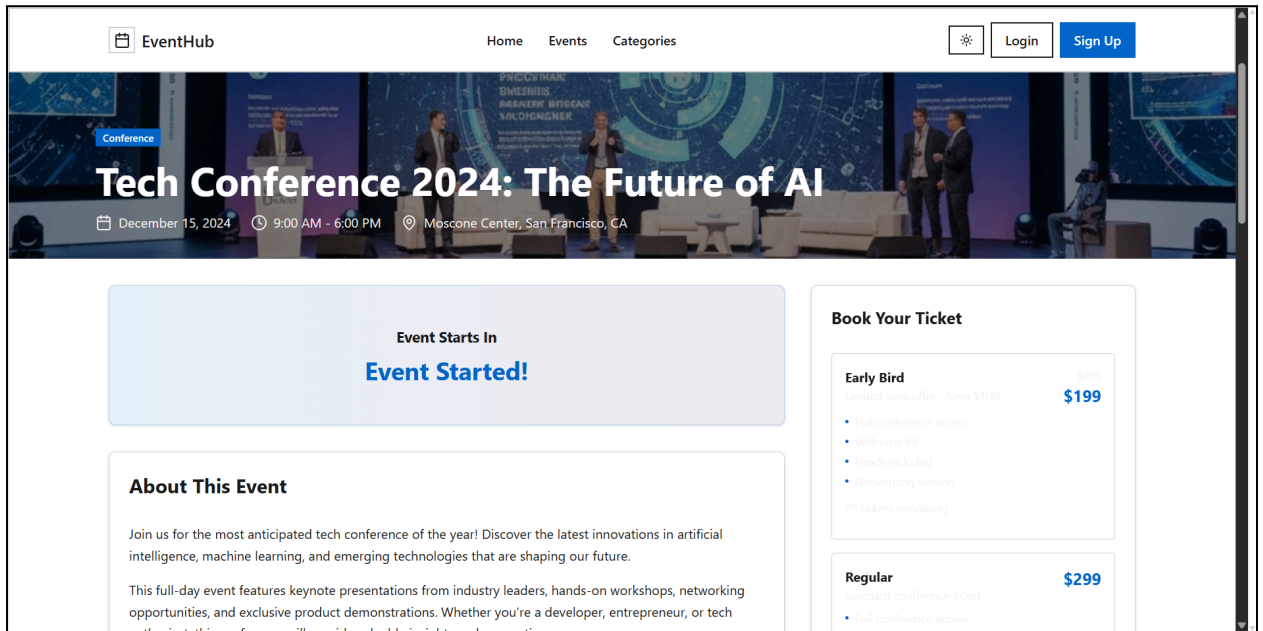 EventHub
Home Events Categories
Login Sign Up
Conference
Tech Conference 2024: The Future of AI
December 15, 2024 9:00 AM - 6:00 PM Moscone Center, San Francisco, CA
Event Starts In
Event Started!
About This Event
Join us for the most anticipated tech conference of the year! Discover the latest innovations in artificial
intelligence, machine learning, and emerging technologies that are shaping our future.
This full-day event features keynote presentations from industry leaders, hands-on workshops, networking
opportunities, and exclusive product demonstrations. Whether you're a developer, entrepreneur, or tech
Book Your Ticket
Early Bird $299
Limited time offer - Save $100! $199
• Full conference access
• Welcome kit
• Lunch included
• Networking session
25 tickets remaining
Regular $299
Standard conference ticket
• Full conference access